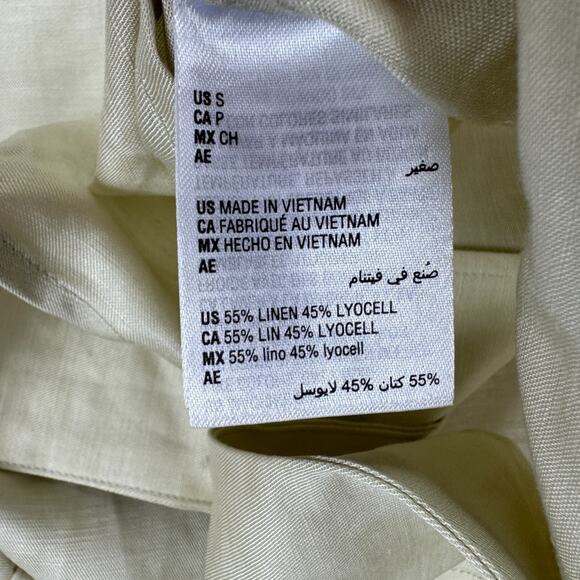 US S
CA P
MX CH
AE
صغير
US MADE IN VIETNAM
CA FABRIQUÉ AU VIETNAM
MX HECHO EN VIETNAM
AE
صُنع في فيتنام
US 55% LINEN 45% LYOCELL
CA 55% LIN 45% LYOCELL
MX 55% lino 45% lyocell
AE
55% كتان 45% لايوسل